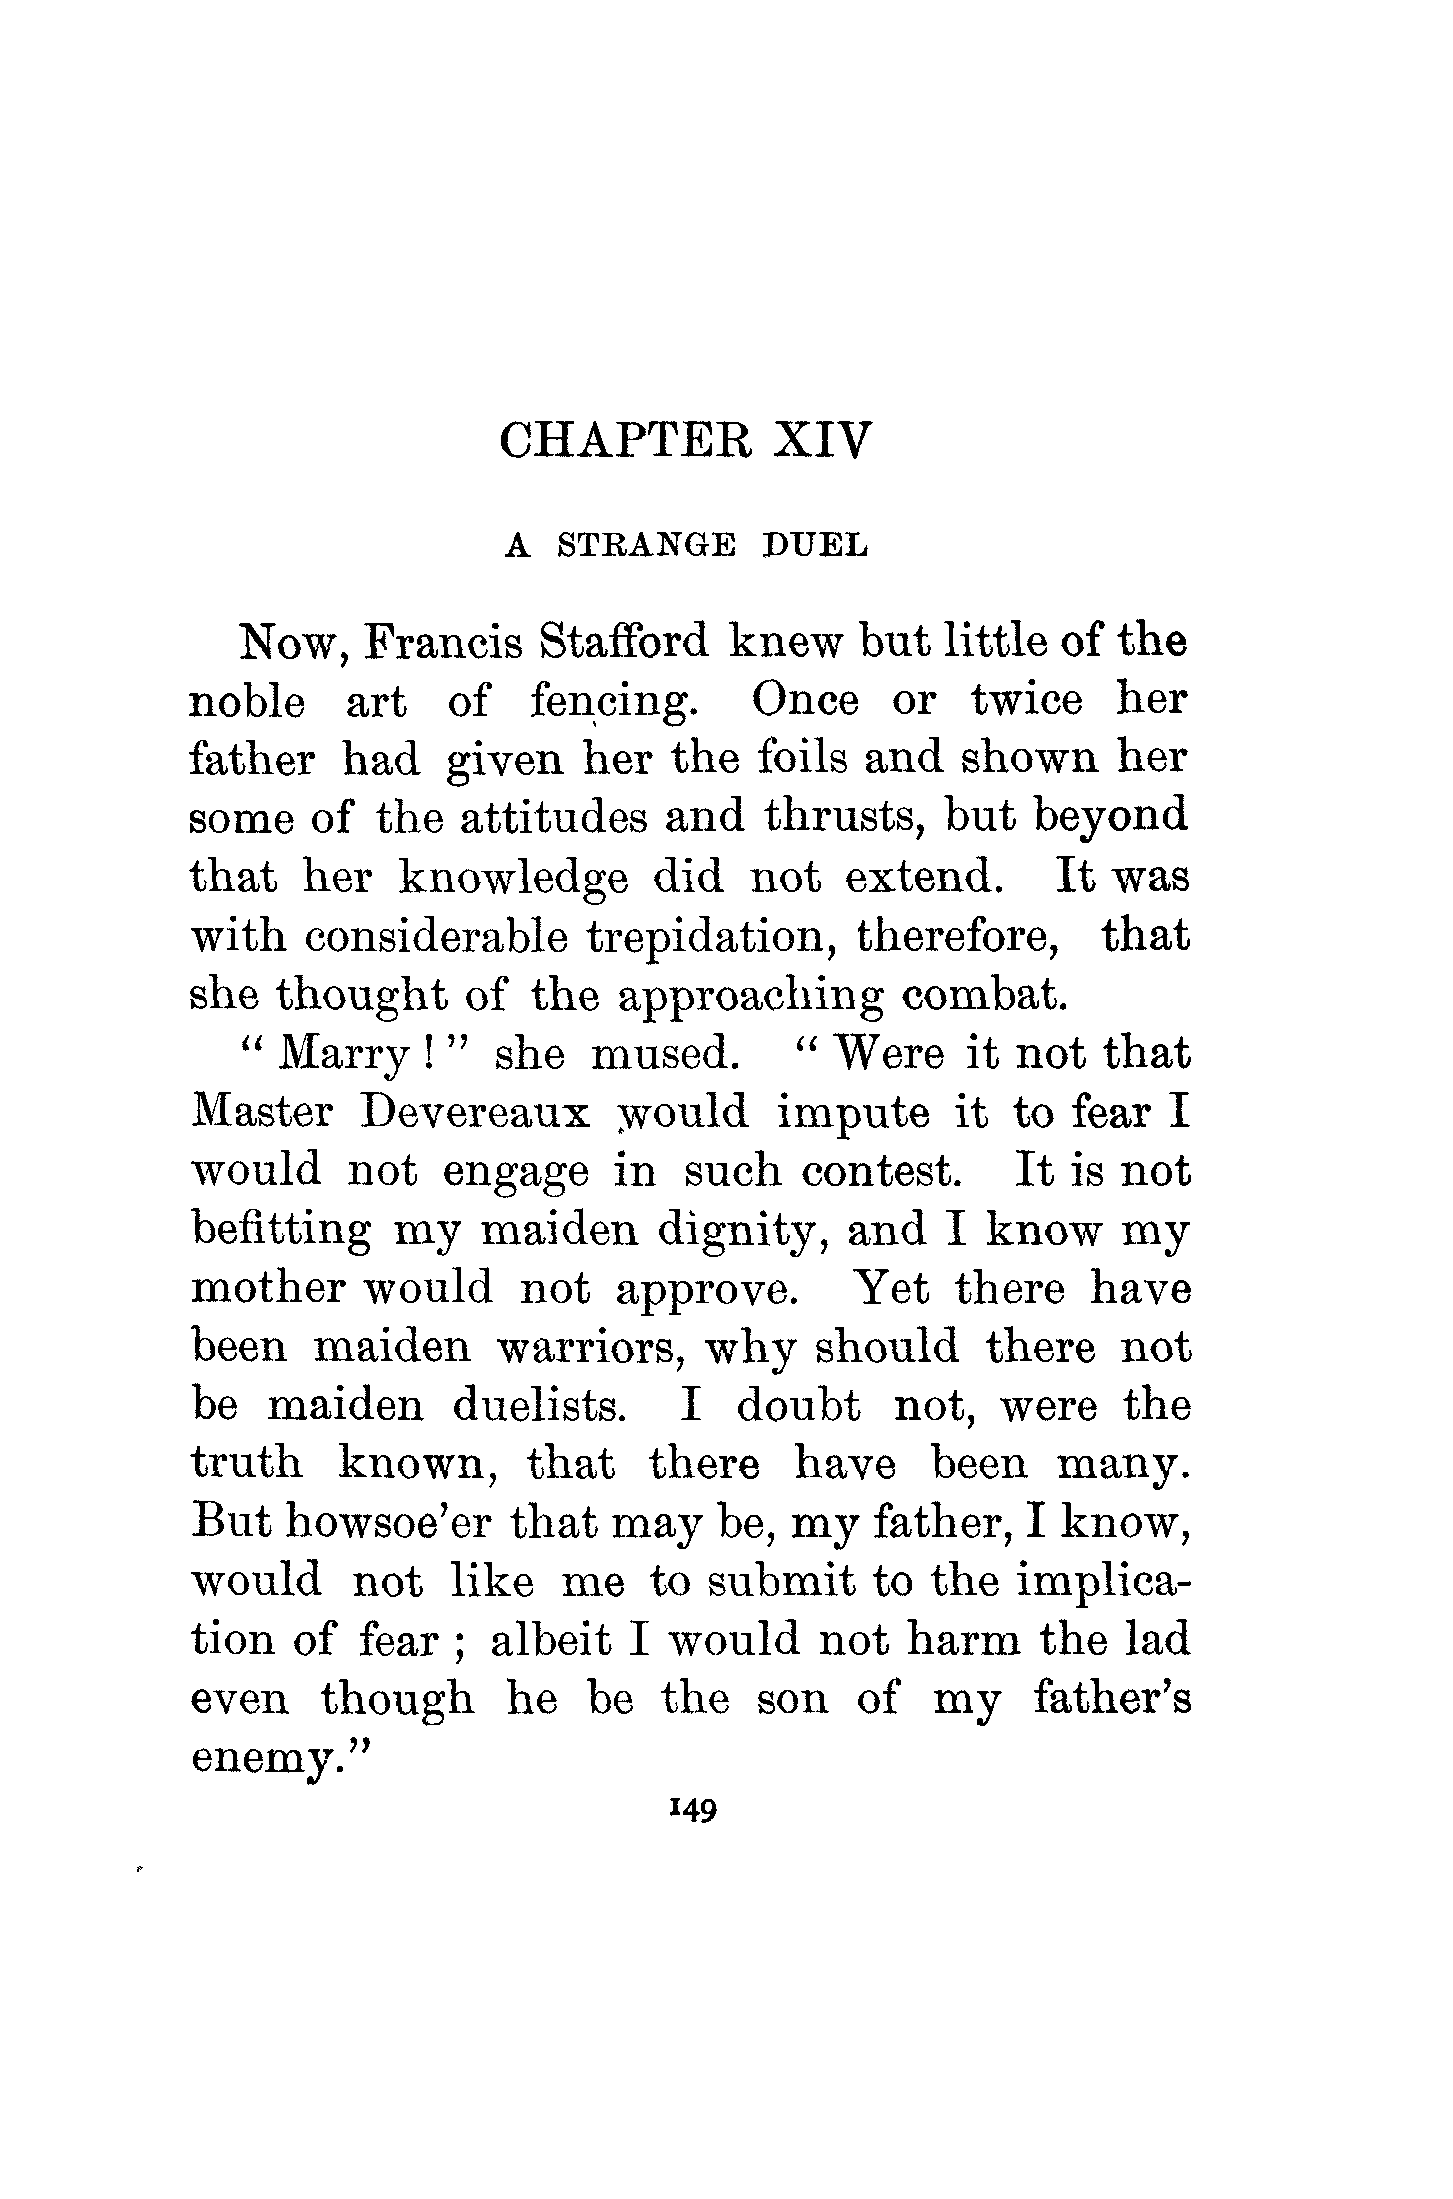 CHAPTER XIV
A STRANGE DUEL
Now, Francis Stafford knew but little of the
noble art of fencing. Once or twice her
father had given her the foils and shown her
some of the attitudes and thrusts, but beyond
that her knowledge did not extend. It was
with considerable trepidation, therefore, that
she thought of the approaching combat.
“ Marry ! ” she mused. “ Were it not that
Master Devereaux would impute it to fear I
would not engage in such contest. It is not
befitting my maiden dignity, and I know my
mother would not approve. Yet there have
been maiden warriors, why should there not
be maiden duelists. I doubt not, were the
truth known, that there have been many.
But howsoe’er that may be, my father, I know,
would not like me to submit to the implica-
tion of fear ; albeit I would not harm the lad
even though he be the son of my father’s
enemy.”
149